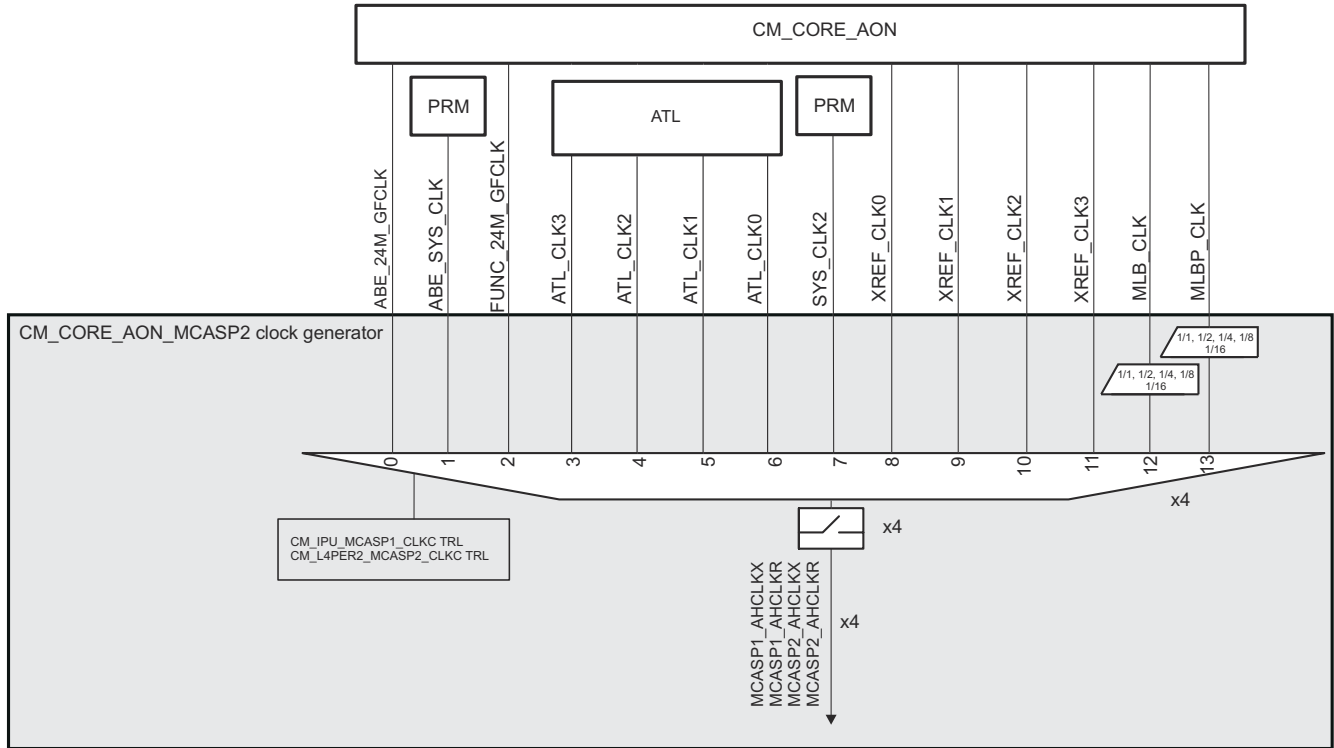 CM_CORE_AON
PRM
ATL
PRM
ABE_24M_GFCLK
ABE_SYS_CLK
FUNC_24M_GFCLK
ATL_CLK3
ATL_CLK2
ATL_CLK1
ATL_CLK0
SYS_CLK2
XREF_CLK0
XREF_CLK1
XREF_CLK2
XREF_CLK3
MLB_CLK
MLBP_CLK
CM_CORE_AON_MCASP2 clock generator
1/1, 1/2, 1/4, 1/8
1/16
1/1, 1/2, 1/4, 1/8
1/16
0
1
2
3
4
5
6
7
8
9
10
11
12
13
x4
x4
CM_IPU_MCASP1_CLKC TRL
CM_L4PER2_MCASP2_CLKC TRL
MCASP1_AHCLKX
MCASP1_AHCLKR
MCASP2_AHCLKX
MCASP2_AHCLKR
x4